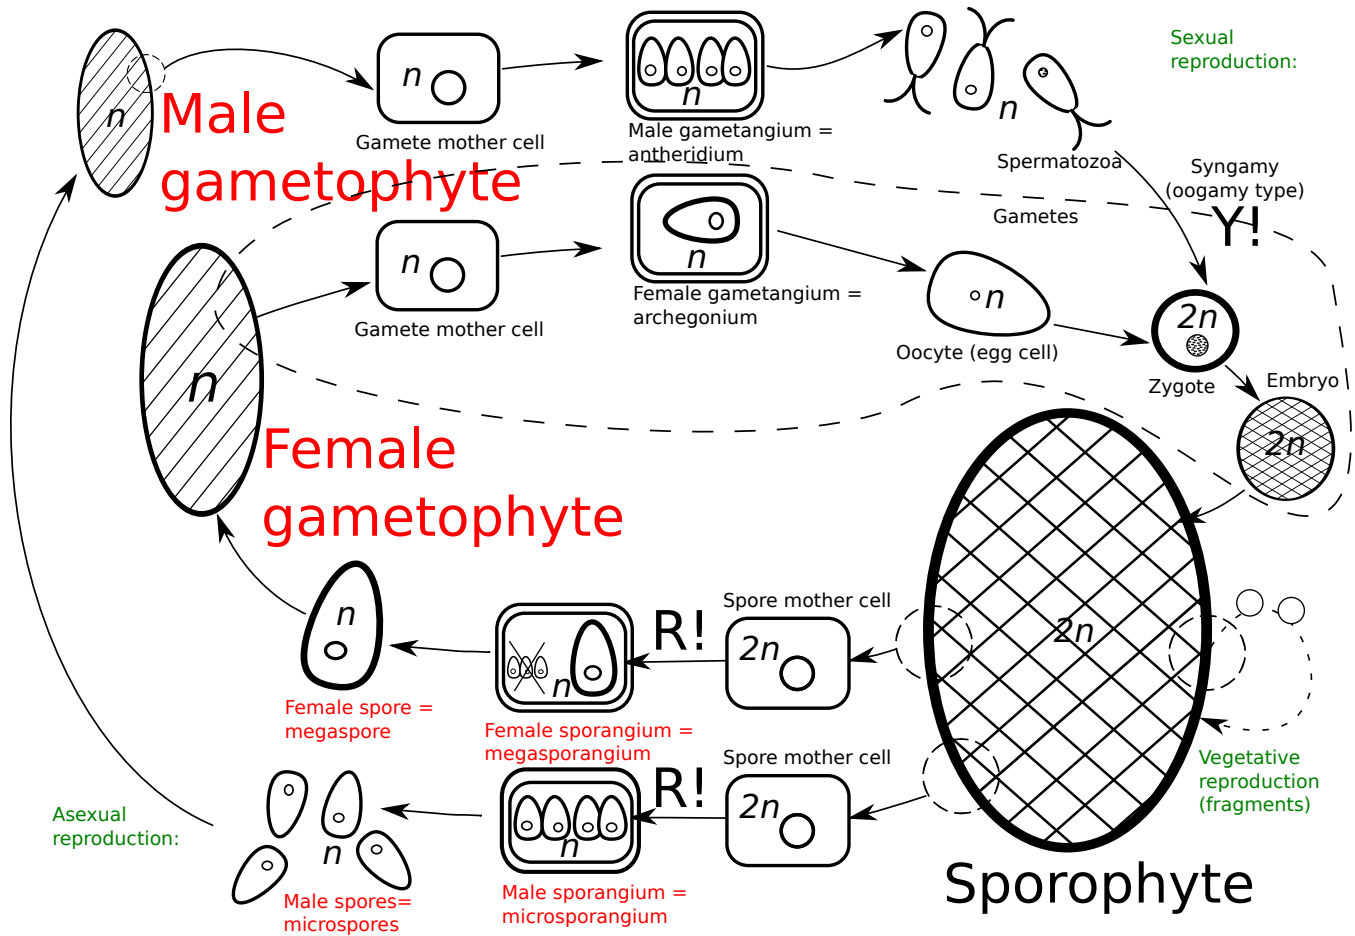 Sexual
reproduction:
n
Male
gametophyte
n
Gamete mother cell
n
Male gametangium =
antheridium
n
Spermatozoa
Syngamy
(oogamy type)
Y!
Gametes
n
Gamete mother cell
n
Female gametangium =
archegonium
n
Oocyte (egg cell)
2n
Zygote
Embryo
2n
n
Female
gametophyte
n
Female spore =
megaspore
n
Female sporangium =
megasporangium
R!
Spore mother cell
2n
2n
Vegetative
reproduction
(fragments)
Asexual
reproduction:
n
Male spores=
microspores
n
Male sporangium =
microsporangium
R!
Spore mother cell
2n
Sporophyte